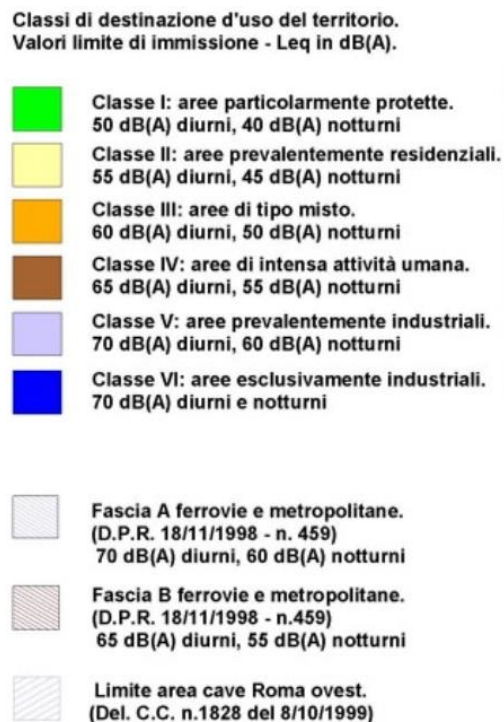 Classi di destinazione d'uso del territorio.
Valori limite di immissione - Leq in dB(A).
Classe I: aree particolarmente protette.
50 dB(A) diurni, 40 dB(A) notturni
Classe II: aree prevalentemente residenziali.
55 dB(A) diurni, 45 dB(A) notturni
Classe III: aree di tipo misto.
60 dB(A) diurni, 50 dB(A) notturni
Classe IV: aree di intensa attività umana.
65 dB(A) diurni, 55 dB(A) notturni
Classe V: aree prevalentemente industriali.
70 dB(A) diurni, 60 dB(A) notturni
Classe VI: aree esclusivamente industriali.
70 dB(A) diurni e notturni
Fascia A ferrovie e metropolitane.
(D.P.R. 18/11/1998 - n. 459)
70 dB(A) diurni, 60 dB(A) notturni
Fascia B ferrovie e metropolitane.
(D.P.R. 18/11/1998 - n.459)
65 dB(A) diurni, 55 dB(A) notturni
Limite area cave Roma ovest.
(Del. C.C. n.1828 del 8/10/1999)